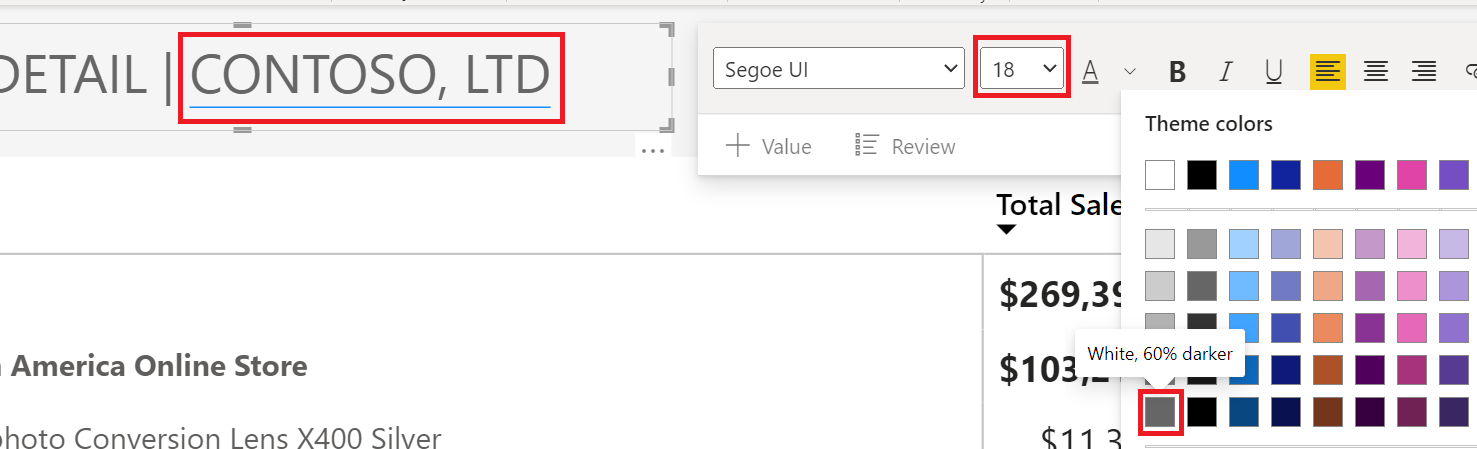 DETAIL | CONTOSO, LTD
Segoe UI
18
A
B
I
U
Value
Review
Theme colors
Total Sale
$269,39
White, 60% darker
America Online Store
$103,2
photo Conversion Lens X400 Silver
$11,3